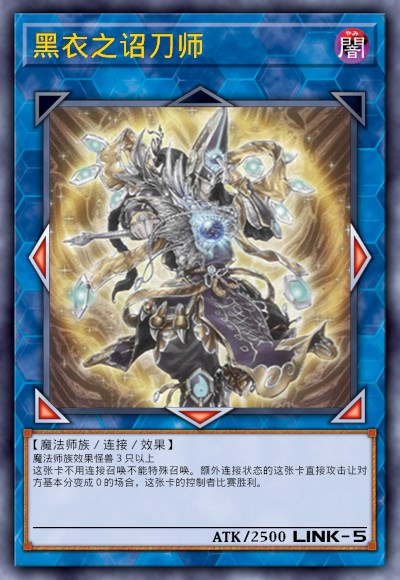 黑衣之诏刀师
やみ
闇
【魔法师族／连接／效果】
魔法师族效果怪兽3只以上
这张卡不用连接召唤不能特殊召唤。额外连接状态的这张卡直接攻击让对
方基本分变成0的场合，这张卡的控制者比赛胜利。
ATK/2500 LINK-5